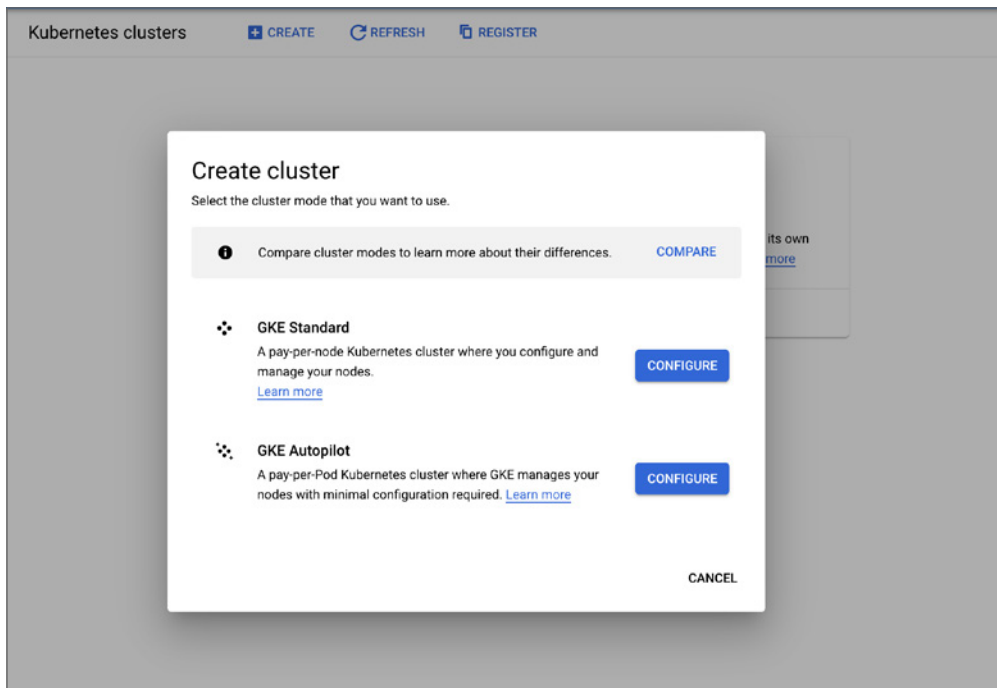 Kubernetes clusters CREATE REFRESH REGISTER
Create cluster
Select the cluster mode that you want to use.
its own
Compare cluster modes to learn more about their differences. COMPARE
more
GKE Standard
A pay-per-node Kubernetes cluster where you configure and
manage your nodes.
CONFIGURE
Learn more
GKE Autopilot
A pay-per-Pod Kubernetes cluster where GKE manages your
nodes with minimal configuration required. Learn more
CONFIGURE
CANCEL